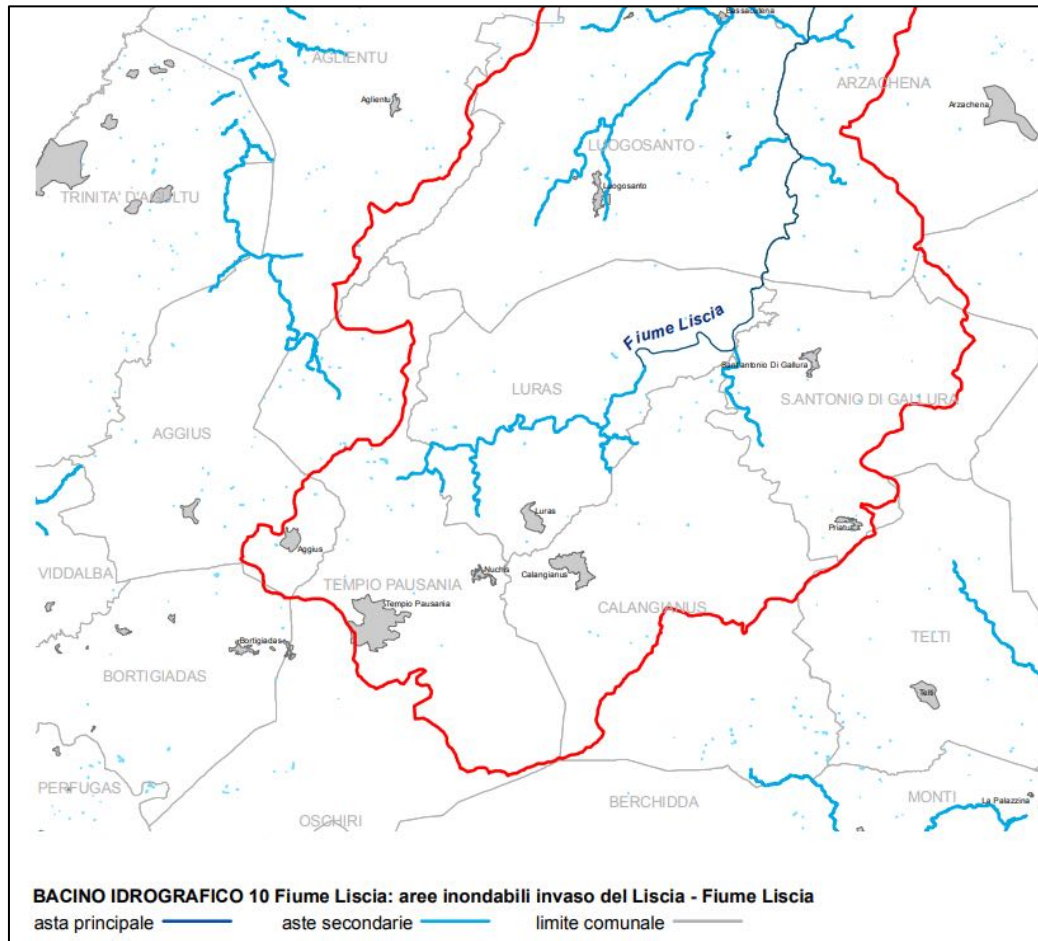 Bassacutena
AGLIENTU
ARZACHENA
Aglientu
Arzachena
LUOGOSANTO
Luogosanto
TRINITA' D'AGULTU
Fiume Liscia
Sant'antonio Di Gallura
LURAS
S.ANTONIO DI GALLURA
AGGIUS
Luras
Priatu
Aggius
VIDDALBA
Nuchis
Calangianus
TEMPIO PAUSANIA
Tempio Pausania
CALANGIANUS
Bortigiadas
TELTI
BORTIGIADAS
Telti
PERFUGAS
BERCHIDDA
MONTI
La Palazzina
OSCHIRI
BACINO IDROGRAFICO 10 Fiume Liscia: aree inondabili invaso del Liscia - Fiume Liscia
asta principale aste secondarie limite comunale